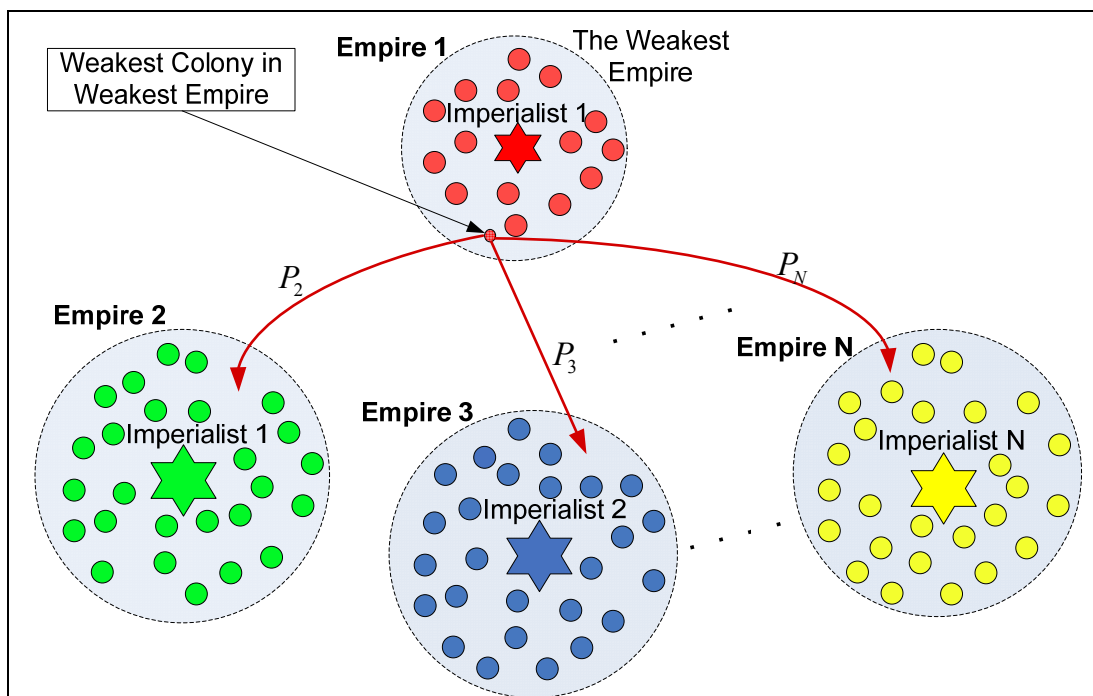 Weakest Colony in
Weakest Empire
Empire 1
The Weakest
Empire
Imperialist 1
P2
P3
PN
Empire 2
Imperialist 1
Empire 3
Imperialist 2
Empire N
Imperialist N